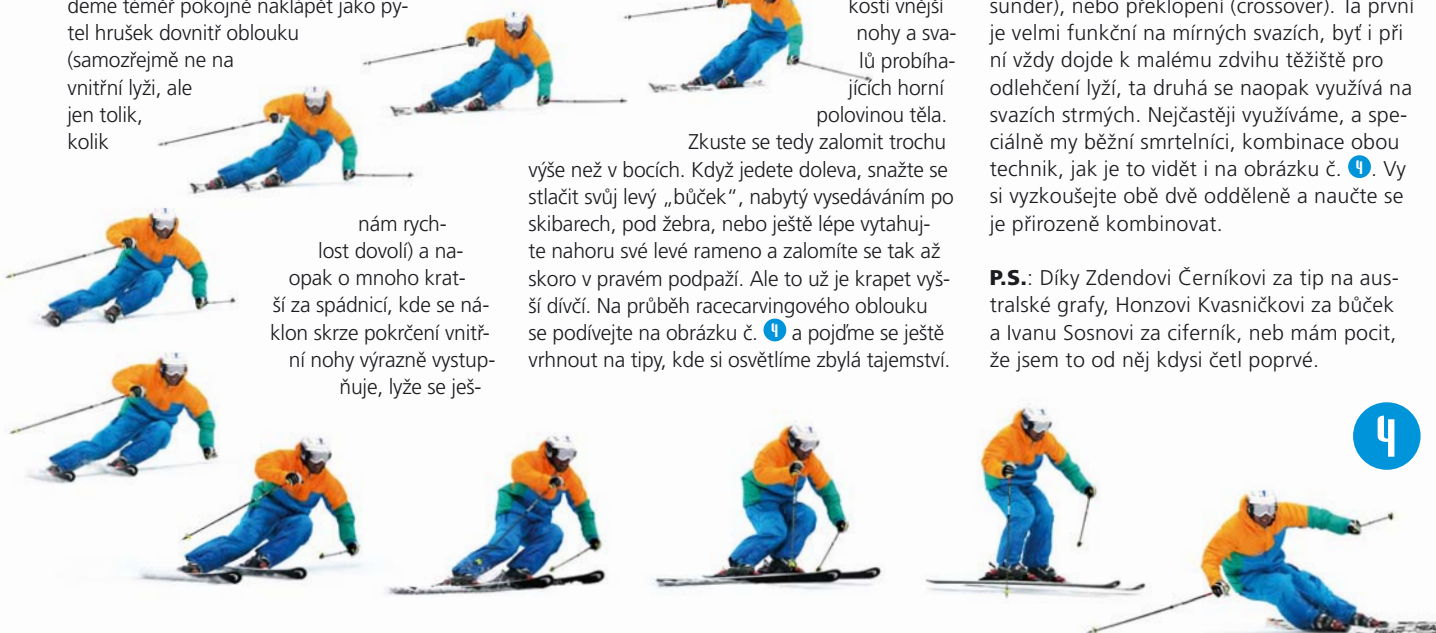 deme téměř pokojně naklápět jako py-
tel hrušek dovnitř oblouku
(samozřejmě ne na
vnitřní lyži, ale
jen tolik,
kolik
nám rych-
lost dovolí) a na-
opak o mnoho krat-
ší za spádnicí, kde se ná-
klon skrze pokrčení vnitř-
ní nohy výrazně vystup-
ňuje, lyže se ješ-
kostí vnější
nohy a sva-
lů probíha-
jících horní
polovinou těla.
Zkuste se tedy zalomit trochu
výše než v bocích. Když jedete doleva, snažte se
stlačit svůj levý „bůček“, nabytý vysedáváním po
skibarech, pod žebra, nebo ještě lépe vytahuj-
te nahoru své levé rameno a zalomíte se tak až
skoro v pravém podpaží. Ale to už je krapet vyš-
ší dívčí. Na průběh racecarvingového oblouku
se podívejte na obrázku č. 4 a pojďme se ještě
vrhnout na tipy, kde si osvětlíme zbylá tajemství.
sunder), nebo překlopení (crossover). Ta první
je velmi funkční na mírných svazích, byť i při
ní vždy dojde k malému zdvihu těžiště pro
odlehčení lyží, ta druhá se naopak využívá na
svazích strmých. Nejčastěji využíváme, a spe-
ciálně my běžní smrtelníci, kombinace obou
technik, jak je to vidět i na obrázku č. 4. Vy
si vyzkoušejte obě dvě odděleně a naučte se
je přirozeně kombinovat.
P.S.: Díky Zdendovi Černíkovi za tip na aus-
tralské grafy, Honzovi Kvasničkovi za bůček
a Ivanu Sosnovi za ciferník, neb mám pocit,
že jsem to od něj kdysi četl poprvé.
4